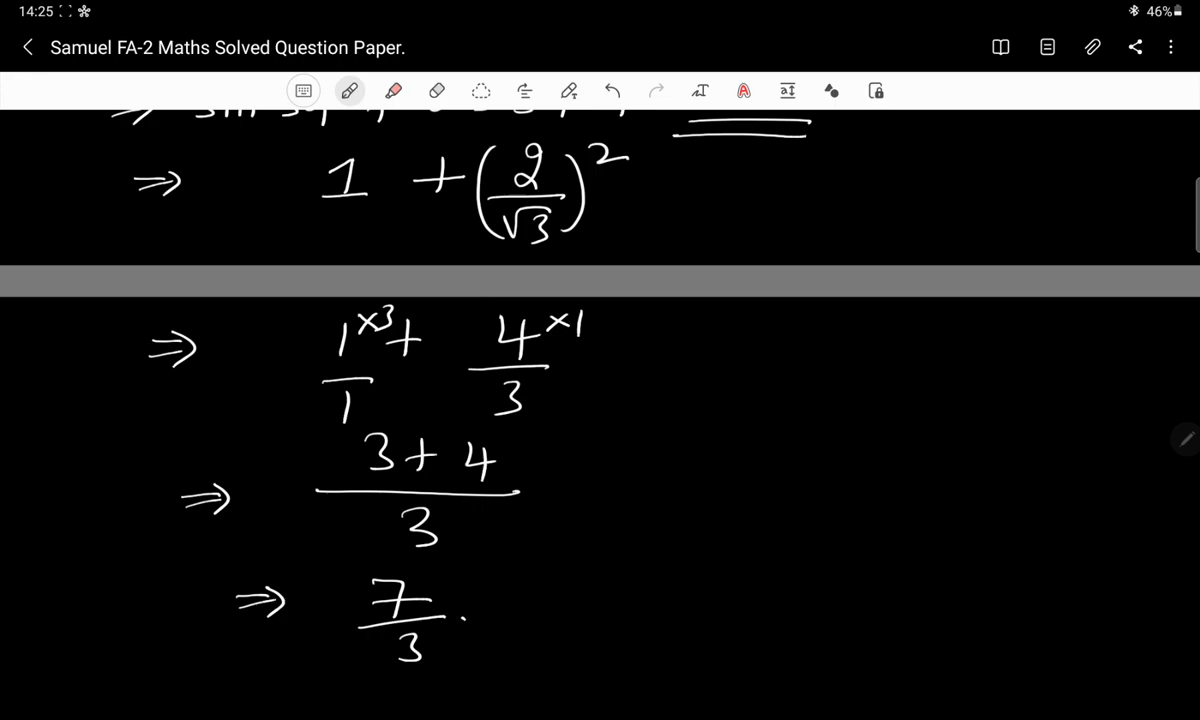 14:25 46%
Samuel FA-2 Maths Solved Question Paper.
⇒ 1 + (2/√3)²
⇒ 1/1 ×3 + 4/3 ×1
⇒ 3 + 4 / 3
⇒ 7/3 .